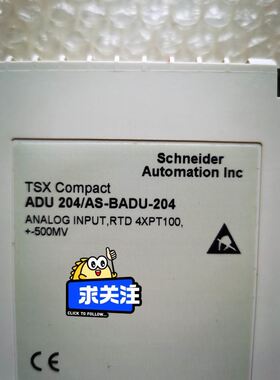 Schneider
Automation Inc
TSX Compact
ADU 204/AS-BADU-204
ANALOG INPUT,RTD 4XPT100,
+-500MV
求关注
CLICK TO FOLLOW...
CE